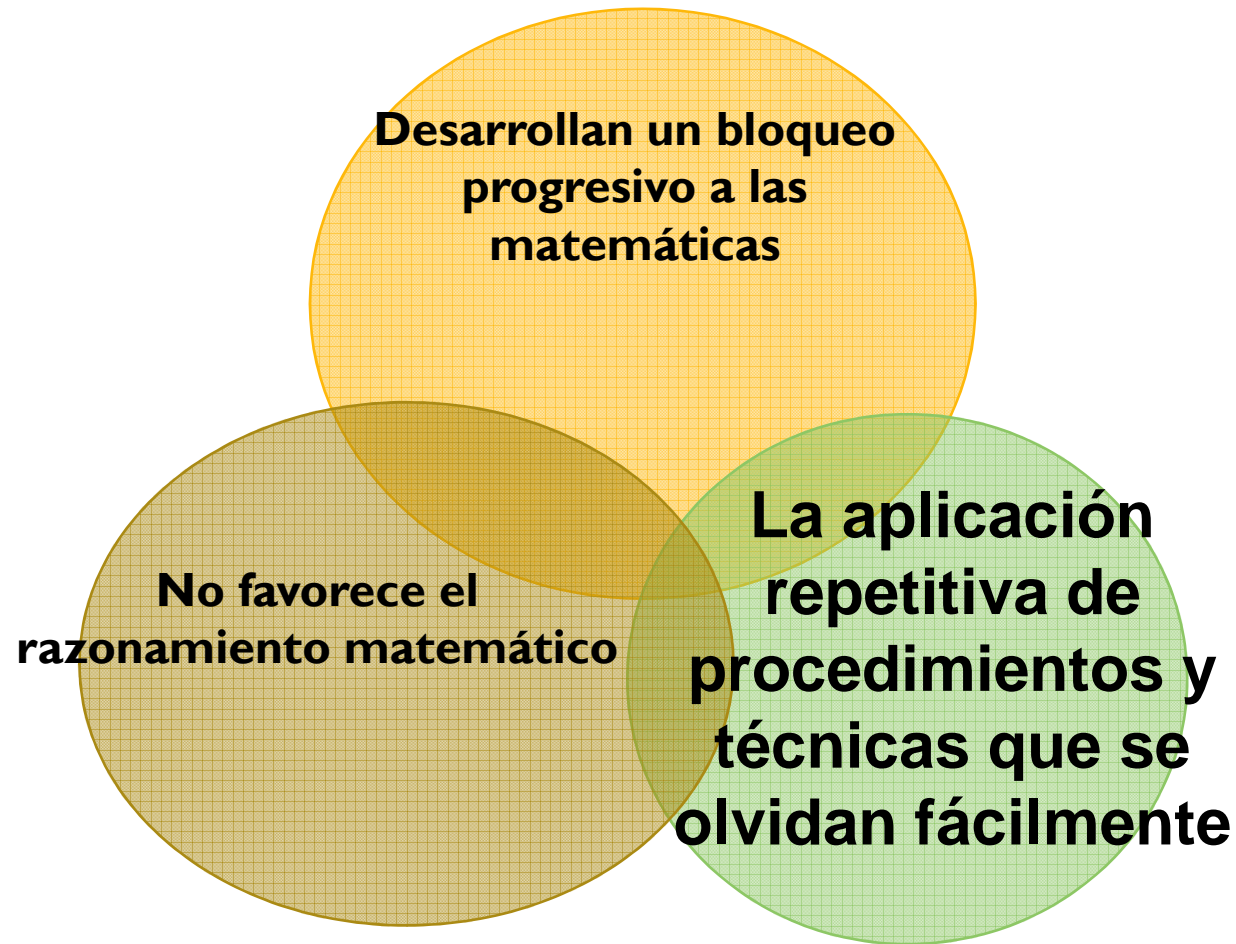 Desarrollan un bloqueo
progresivo a las
matemáticas
No favorece el
razonamiento matemático
La aplicación
repetitiva de
procedimientos y
técnicas que se
olvidan fácilmente